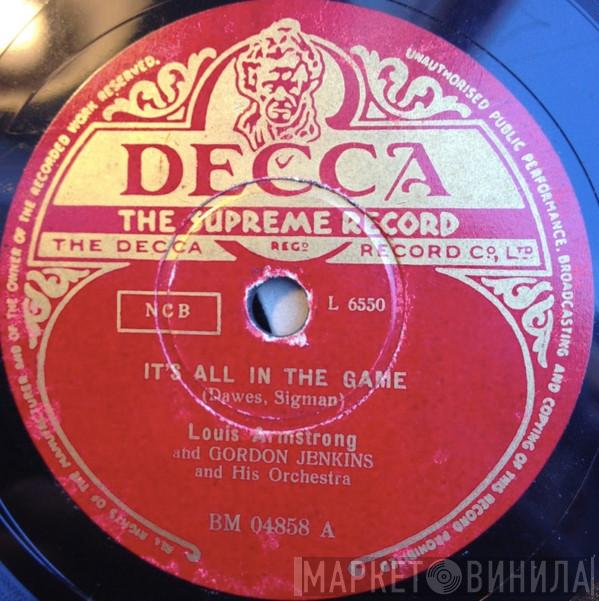 ALL RIGHTS OF THE MANUFACTURER AND OF THE OWNER OF THE RECORDED WORK RESERVED.
UNAUTHORISED PUBLIC PERFORMANCE, BROADCASTING AND COPYING OF THIS RECORD PROHIBITED
DECCA
THE SUPREME RECORD
THE DECCA REGD RECORD CO., LTD
NCB
L 6550
IT'S ALL IN THE GAME
(Dawes, Sigman)
Louis Armstrong
and GORDON JENKINS
and His Orchestra
BM 04858 A
МАРКЕТ ВИНИЛА